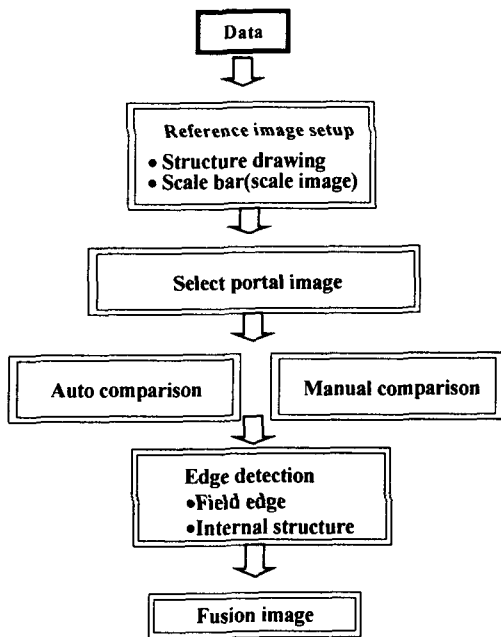 Data
Reference image setup
• Structure drawing
• Scale bar(scale image)
Select portal image
Auto comparison
Manual comparison
Edge detection
•Field edge
•Internal structure
Fusion image